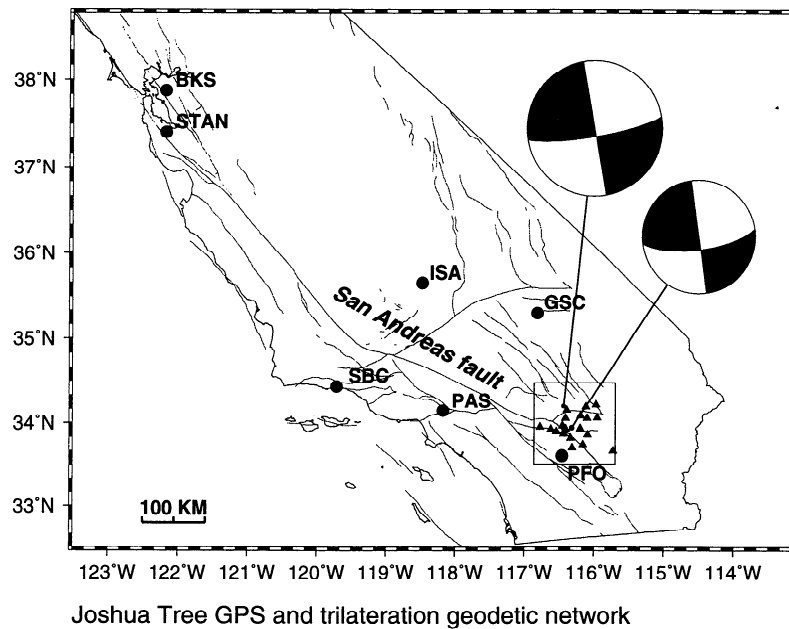 38°N
37°N
36°N
35°N
34°N
33°N
BKS
STAN
ISA
GSC
San Andreas fault
SBC
PAS
PFO
100 KM
123°W 122°W 121°W 120°W 119°W 118°W 117°W 116°W 115°W 114°W
Joshua Tree GPS and trilateration geodetic network